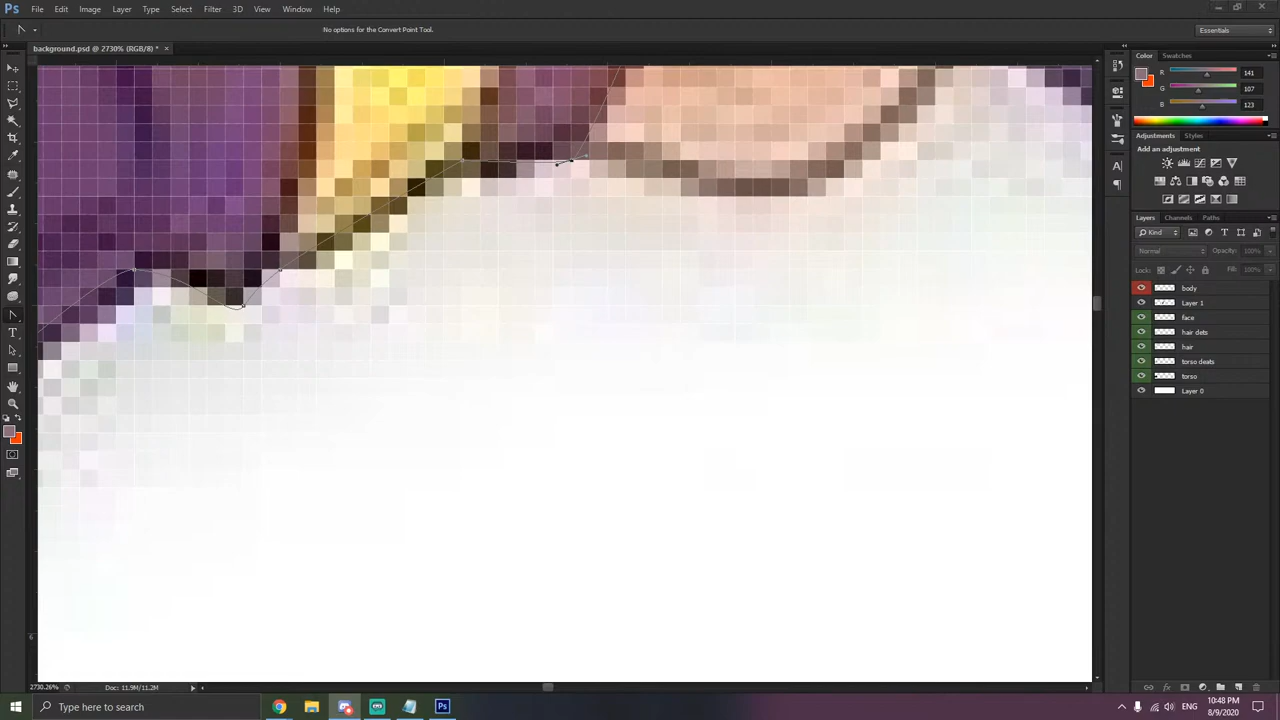 Ps File Edit Image Layer Type Select Filter 3D View Window Help
No options for the Convert Point Tool.
Essentials
background.psd @ 2730% (RGB/8) *
Color Swatches
R 141
G 107
B 123
Adjustments Styles
Add an adjustment
Layers Channels Paths
Kind
Normal Opacity: 100%
Lock: Fill: 100%
body
Layer 1
face
hair dets
hair
torso deats
torso
Layer 0
6
2730.26% Doc: 11.9M/11.2M
Type here to search
Ps
ENG
10:48 PM
8/9/2020